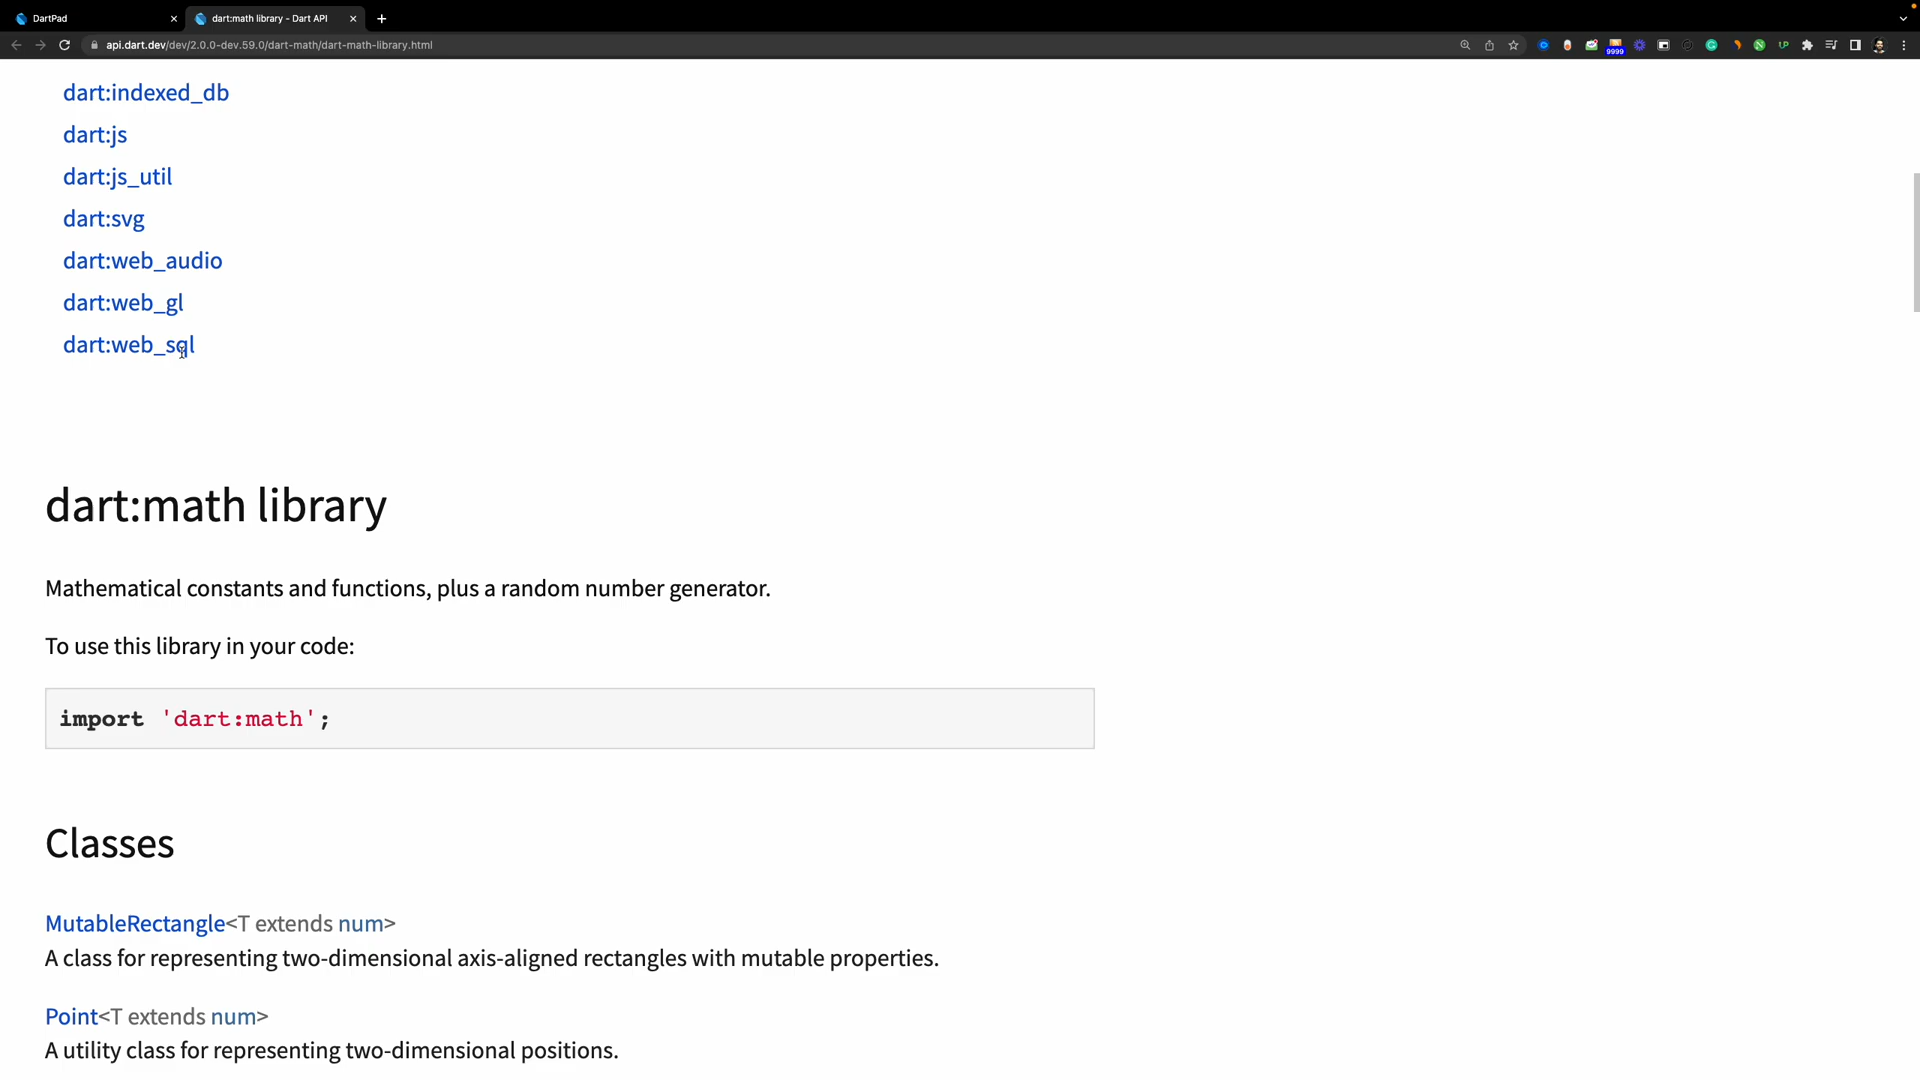 DartPad
dart:math library - Dart API
api.dart.dev/dev/2.0.0-dev.59.0/dart-math/dart-math-library.html
9999
UP
dart:indexed_db
dart:js
dart:js_util
dart:svg
dart:web_audio
dart:web_gl
dart:web_sql
dart:math library
Mathematical constants and functions, plus a random number generator.
To use this library in your code:
import 'dart:math';
Classes
MutableRectangle<T extends num>
A class for representing two-dimensional axis-aligned rectangles with mutable properties.
Point<T extends num>
A utility class for representing two-dimensional positions.